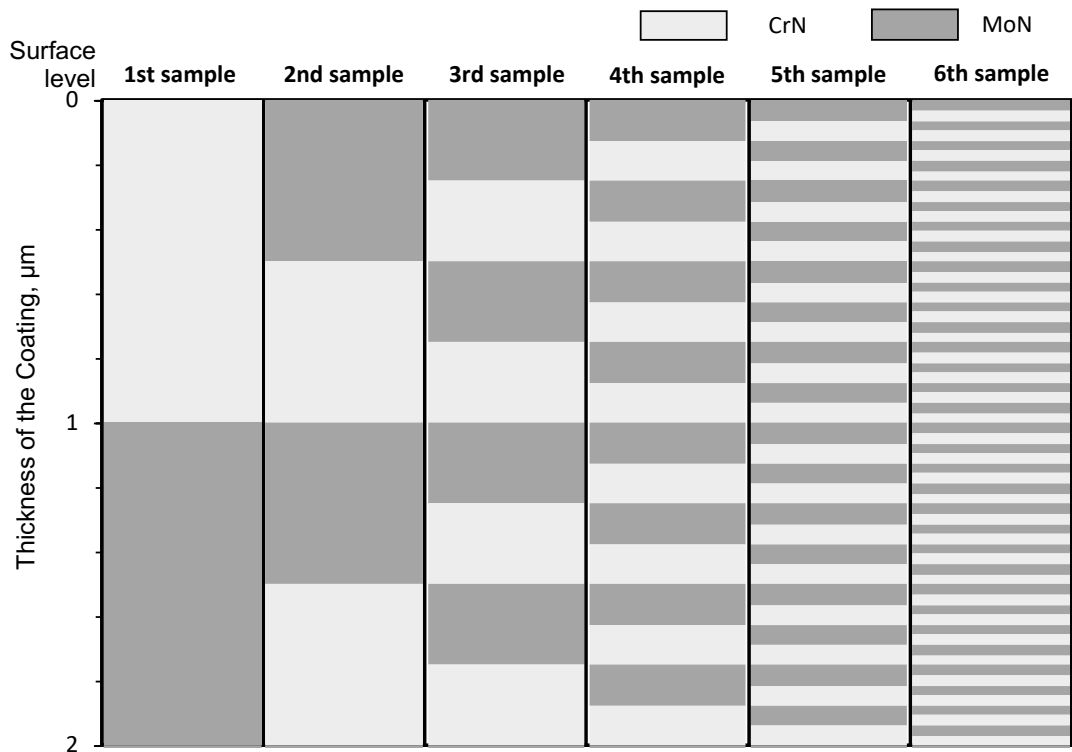 CrN MoN
Surface
level
1st sample 2nd sample 3rd sample 4th sample 5th sample 6th sample
0
1
2
Thickness of the Coating, μm